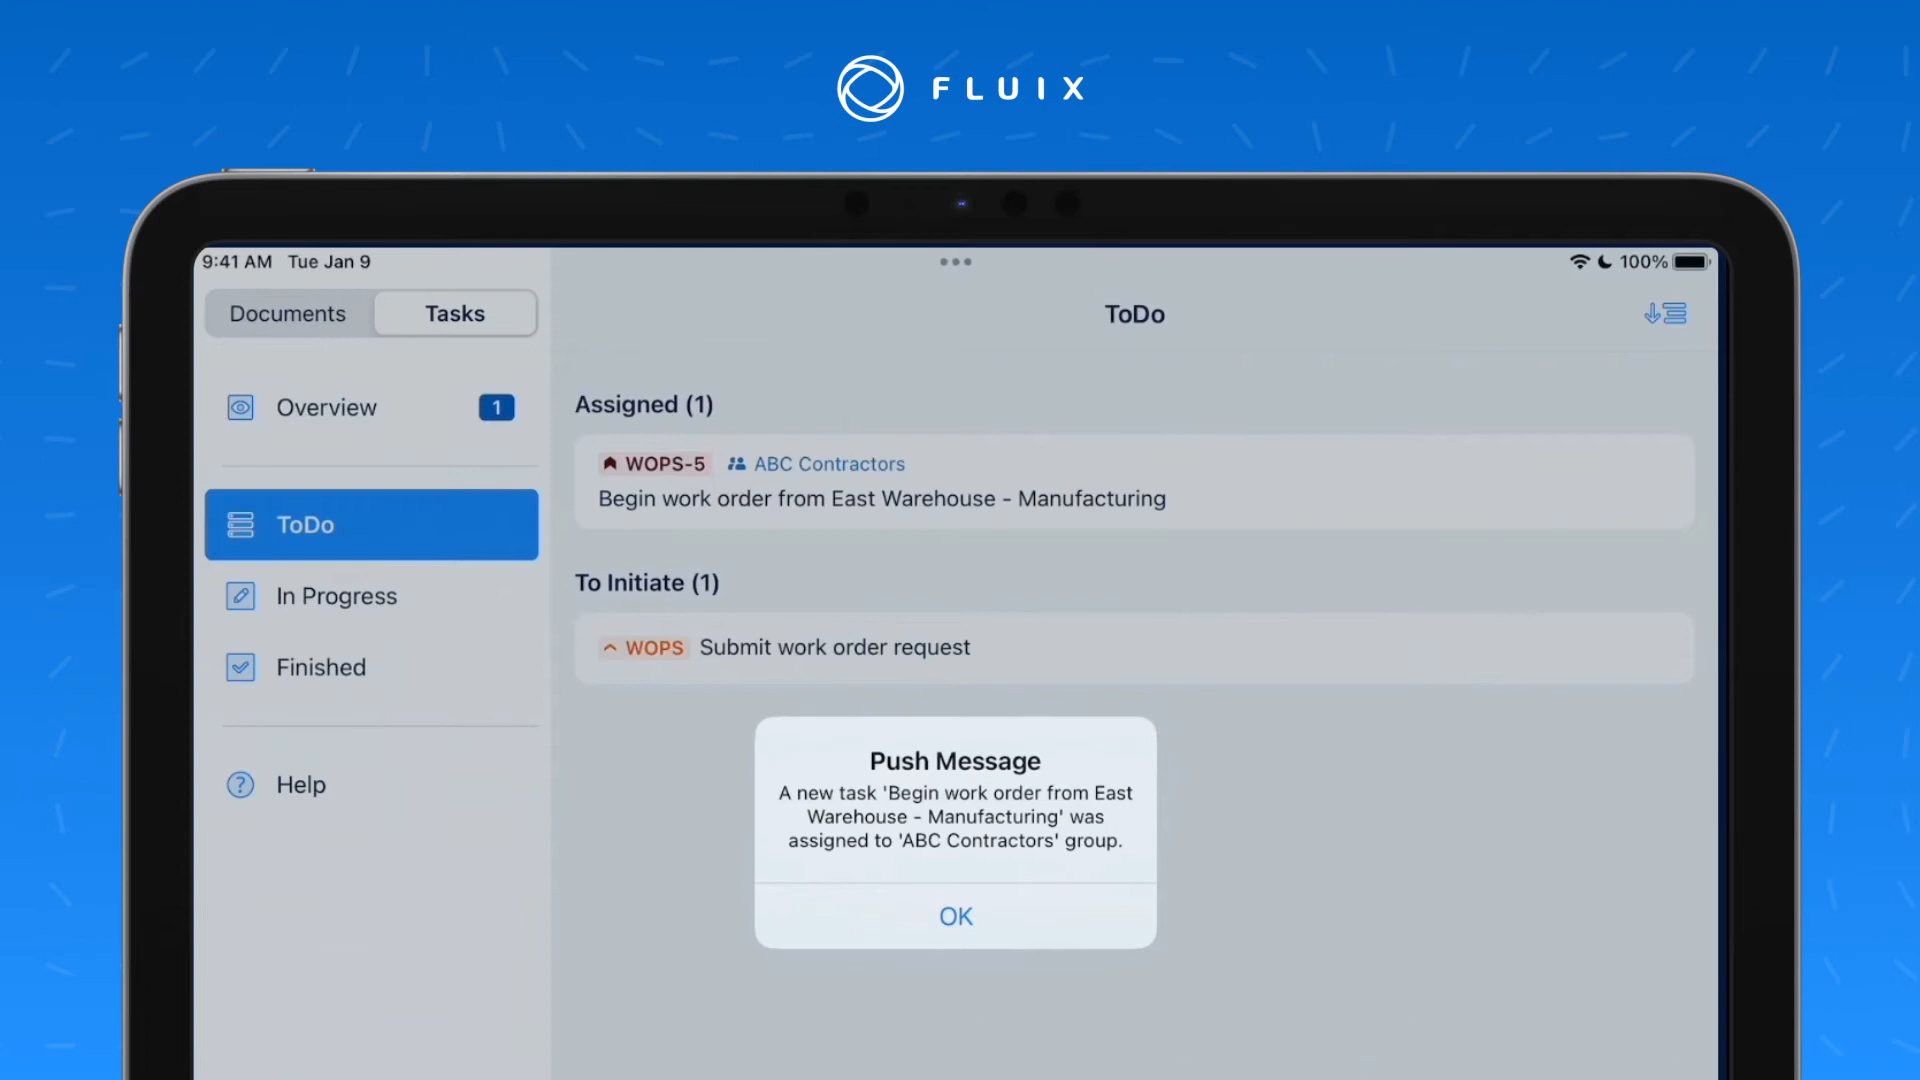 FLUIX
9:41 AM Tue Jan 9
100%
Documents
Tasks
ToDo
Overview
1
ToDo
In Progress
Finished
Help
Assigned (1)
WOPS-5 ABC Contractors
Begin work order from East Warehouse - Manufacturing
To Initiate (1)
WOPS Submit work order request
Push Message
A new task 'Begin work order from East
Warehouse - Manufacturing' was
assigned to 'ABC Contractors' group.
OK